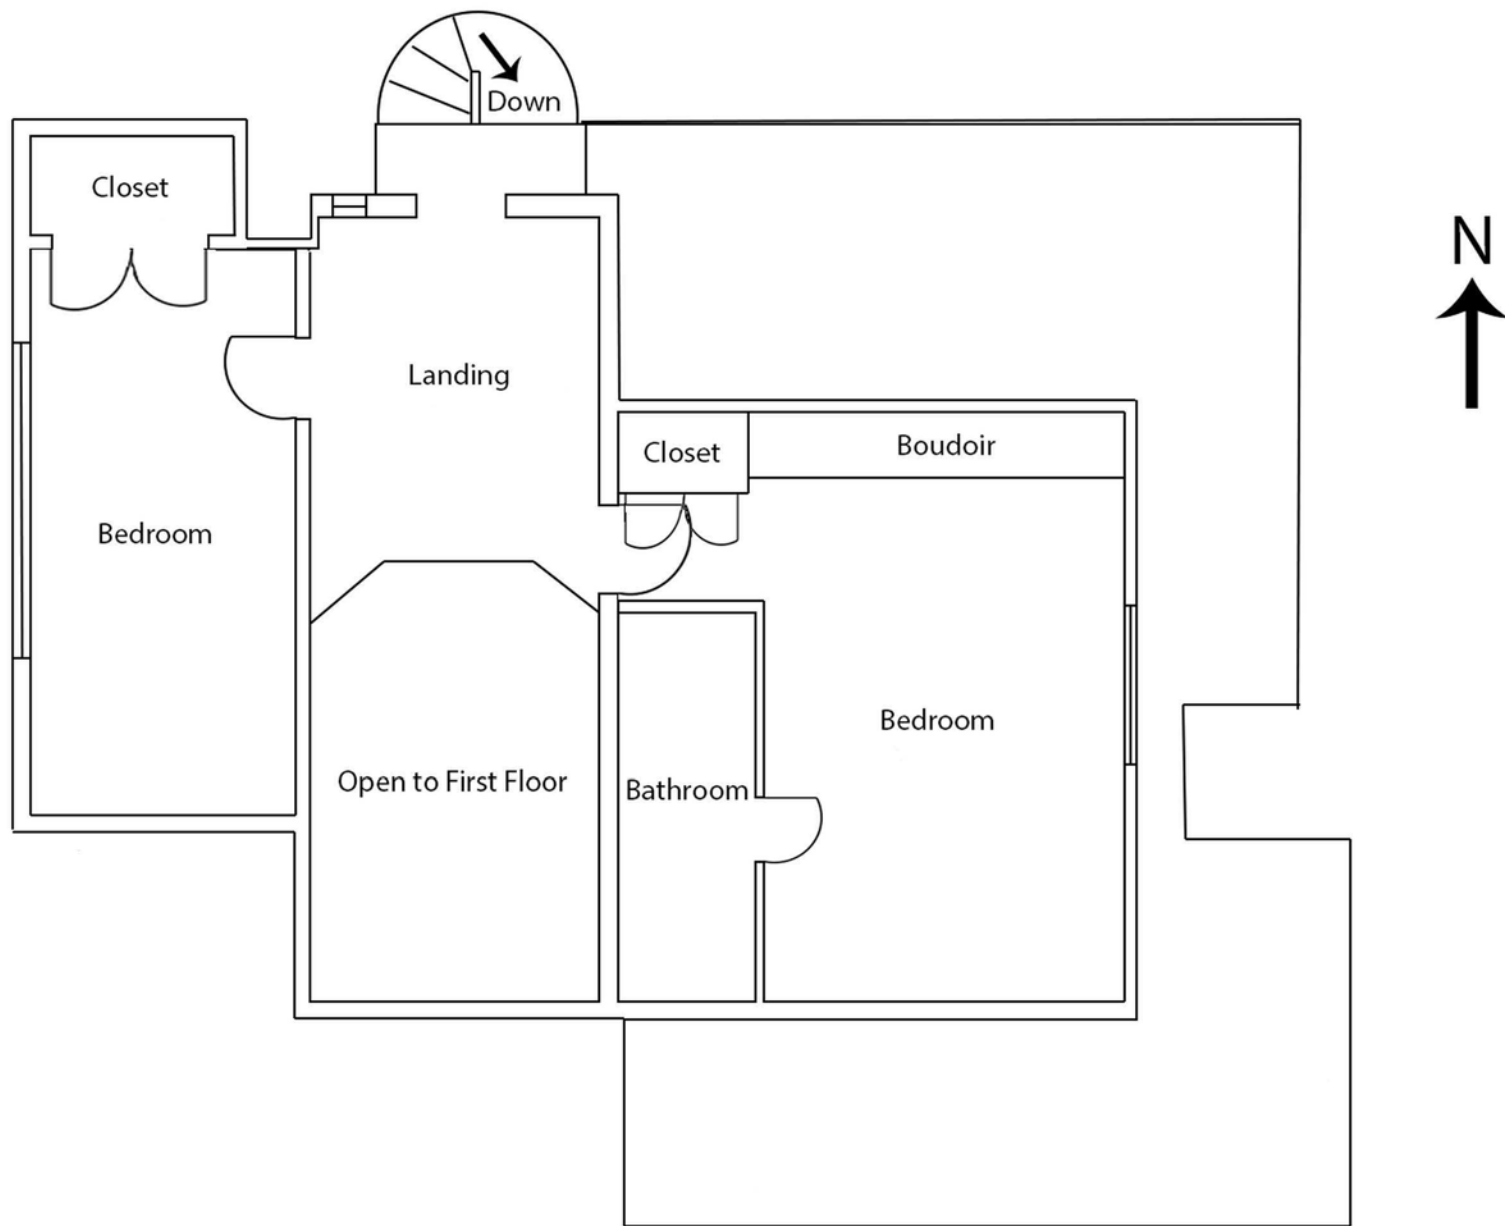 Down
Closet
N
Landing
Closet
Boudoir
Bedroom
Bedroom
Open to First Floor
Bathroom